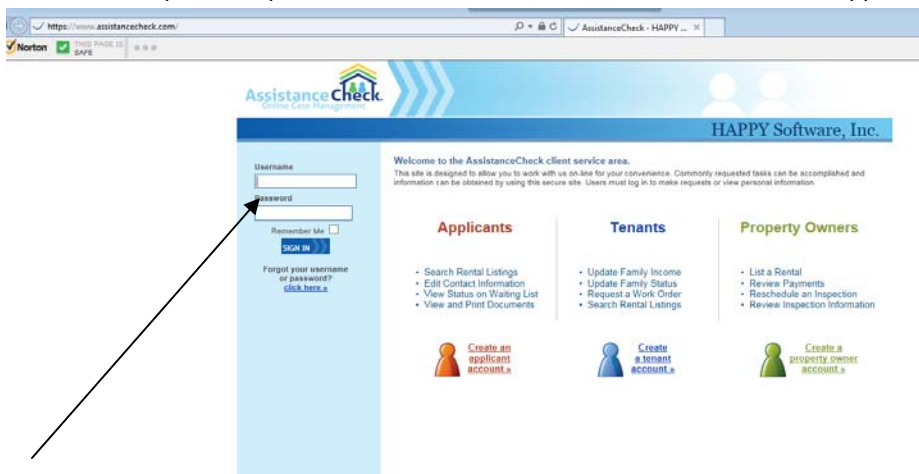 https://www.assistancecheck.com/
AssistanceCheck - HAPPY ...
Norton
THIS PAGE IS
SAFE
AssistanceCheck.
Online Case Management
HAPPY Software, Inc.
Username
Password
Remember Me
SIGN IN
Forgot your username
or password?
click here »
Welcome to the AssistanceCheck client service area.
This site is designed to allow you to work with us on-line for your convenience. Commonly requested tasks can be accomplished and
information can be obtained by using this secure site. Users must log in to make requests or view personal information.
Applicants
• Search Rental Listings
• Edit Contact Information
• View Status on Waiting List
• View and Print Documents
Create an
applicant
account »
Tenants
• Update Family Income
• Update Family Status
• Request a Work Order
• Search Rental Listings
Create
a tenant
account »
Property Owners
• List a Rental
• Review Payments
• Reschedule an Inspection
• Review Inspection Information
Create a
property owner
account »